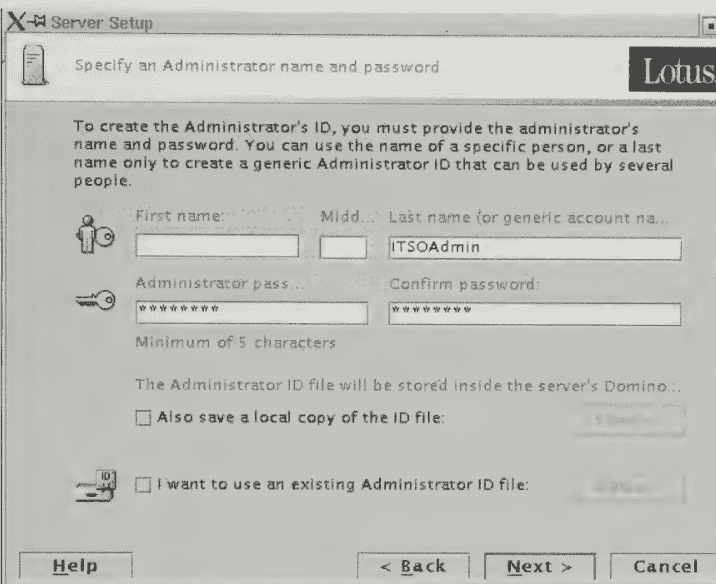 Server Setup
Specify an Administrator name and password
Lotus
To create the Administrator's ID, you must provide the administrator's
name and password. You can use the name of a specific person, or a last
name only to create a generic Administrator ID that can be used by several
people.
First name: Midd... Last name (or generic account na...
ITSOAdmin
Administrator pass... Confirm password:
******** ********
Minimum of 5 characters
The Administrator ID file will be stored inside the server's Domino...
Also save a local copy of the ID file:
ID
I want to use an existing Administrator ID file:
Help < Back Next > Cancel